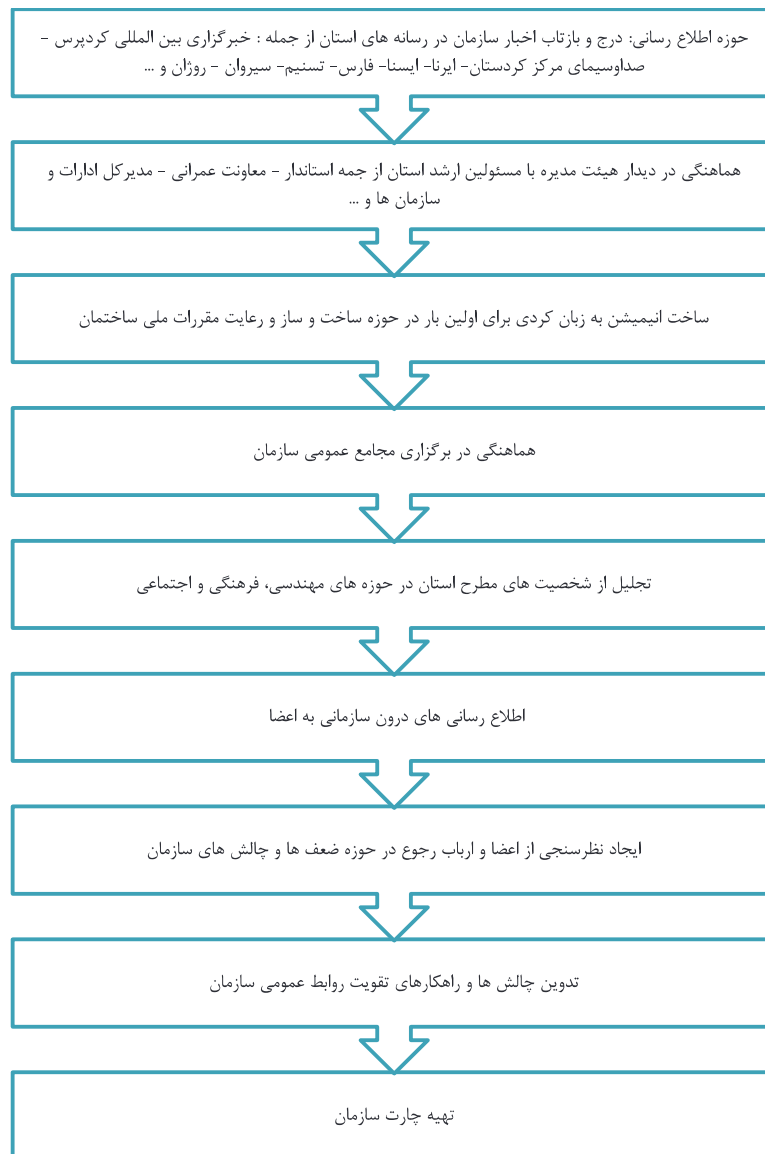 حوزه اطلاع رسانی: درج و بازتاب اخبار سازمان در رسانه های استان از جمله : خبرگزاری بین المللی کردپرس –
صداوسیمای مرکز کردستان- ایرنا- ایسنا- فارس- تسنیم- سیروان – روژان و ...
هماهنگی در دیدار هیئت مدیره با مسئولین ارشد استان از جمه استاندار – معاونت عمرانی – مدیرکل ادارات و
سازمان ها و ...
ساخت انیمیشن به زبان کردی برای اولین بار در حوزه ساخت و ساز و رعایت مقررات ملی ساختمان
هماهنگی در برگزاری مجامع عمومی سازمان
تجلیل از شخصیت های مطرح استان در حوزه های مهندسی، فرهنگی و اجتماعی
اطلاع رسانی های درون سازمانی به اعضا
ایجاد نظرسنجی از اعضا و ارباب رجوع در حوزه ضعف ها و چالش های سازمان
تدوین چالش ها و راهکارهای تقویت روابط عمومی سازمان
تهیه چارت سازمان